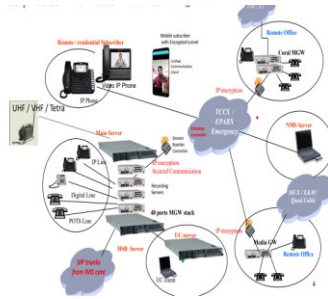 Remote / residential Subscriber
Mobile subscriber
with Encrypted tunnel
Unified
Communication
Client
Video IP Phone
IP Phone
Remote Office
Coral MGW
IP encryption
UHF / VHF / Tetra
TCCS /
EPABX
Emergency
Main Server
Session
Boarder
Controller
NMS Server
IP Line
IP encryption
Secured Communication
Recording
Servers
Digital Line
MUX / E&M /
Quad Cable
POTS Line
48 ports MGW stack
IP encryption
Media GW
HSB Server
UC server
Remote Office
SIP trunks
from IMS core
UC client
4